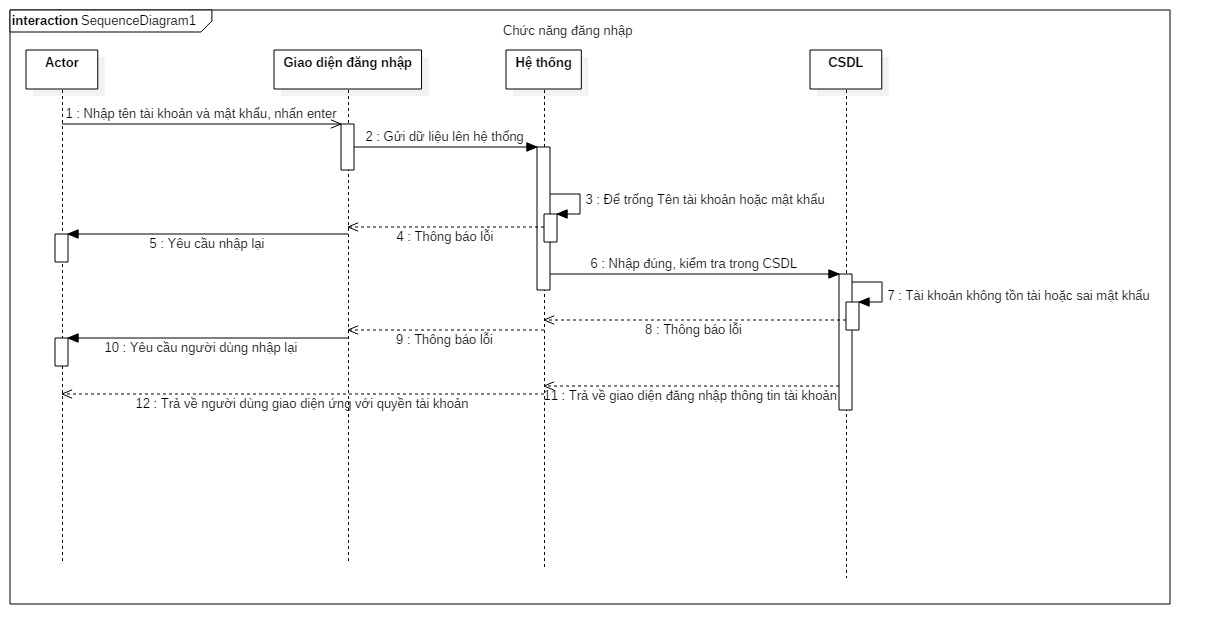 interaction SequenceDiagram1
Chức năng đăng nhập
Actor
Giao diện đăng nhập
Hệ thống
CSDL
1 : Nhập tên tài khoản và mật khẩu, nhấn enter
2 : Gửi dữ liệu lên hệ thống
3 : Để trống Tên tài khoản hoặc mật khẩu
4 : Thông báo lỗi
5 : Yêu cầu nhập lại
6 : Nhập đúng, kiểm tra trong CSDL
7 : Tài khoản không tồn tài hoặc sai mật khẩu
8 : Thông báo lỗi
9 : Thông báo lỗi
10 : Yêu cầu người dùng nhập lại
11 : Trả về giao diện đăng nhập thông tin tài khoản
12 : Trả về người dùng giao diện ứng với quyền tài khoản